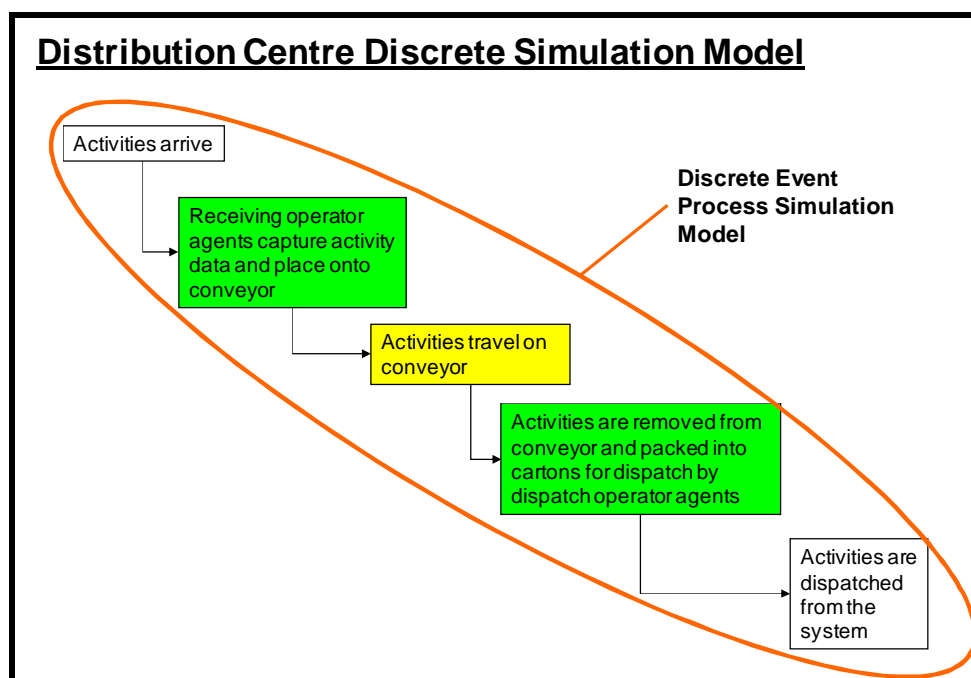 Distribution Centre Discrete Simulation Model
Activities arrive
Discrete Event
Process Simulation
Model
Receiving operator
agents capture activity
data and place onto
conveyor
Activities travel on
conveyor
Activities are removed from
conveyor and packed into
cartons for dispatch by
dispatch operator agents
Activities are
dispatched
from the
system